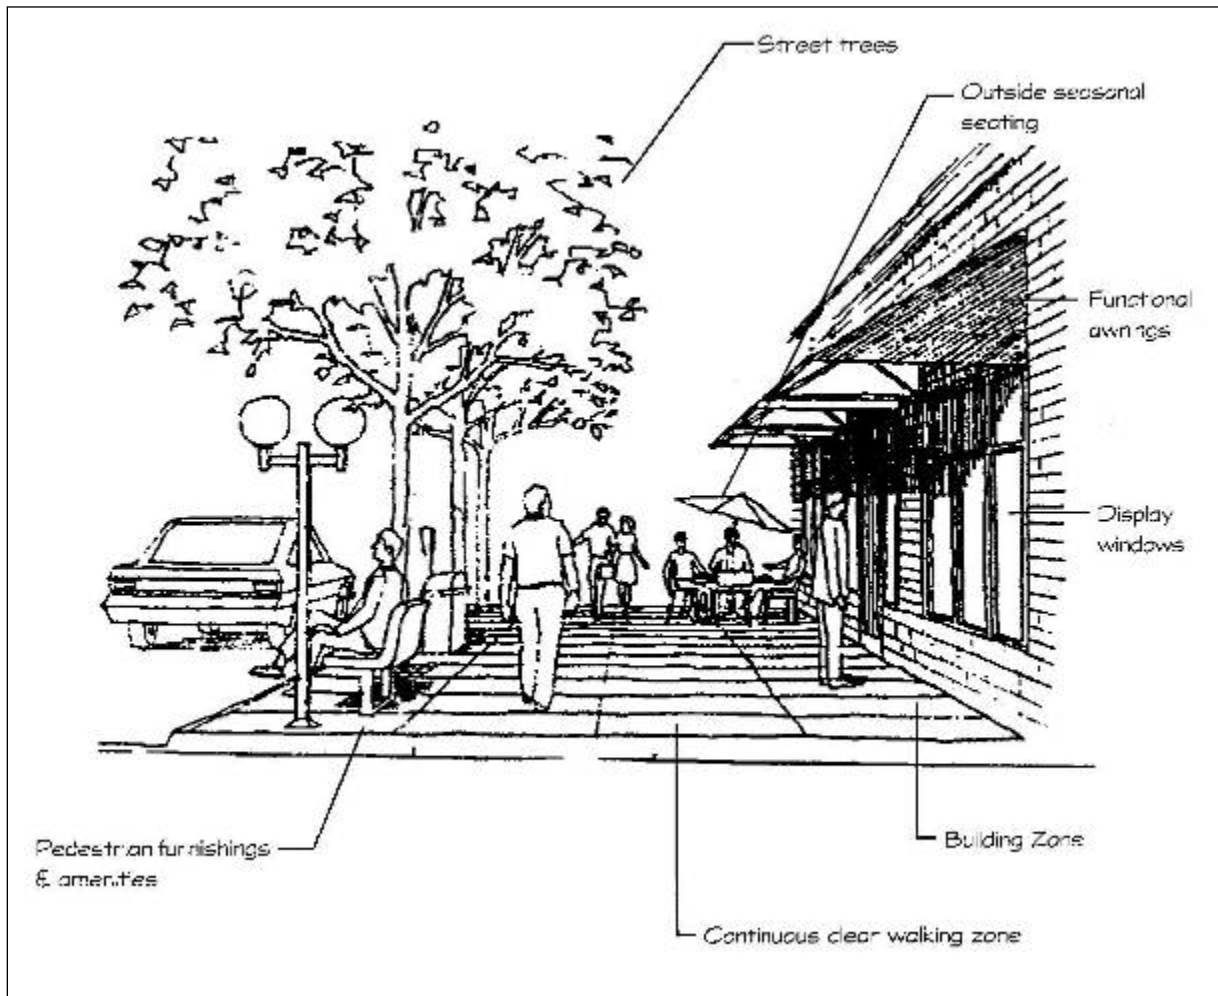 Street trees
Outside seasonal
seating
Functional
awnings
Display
windows
Building Zone
Pedestrian furnishings
& amenities
Continuous clear walking zone